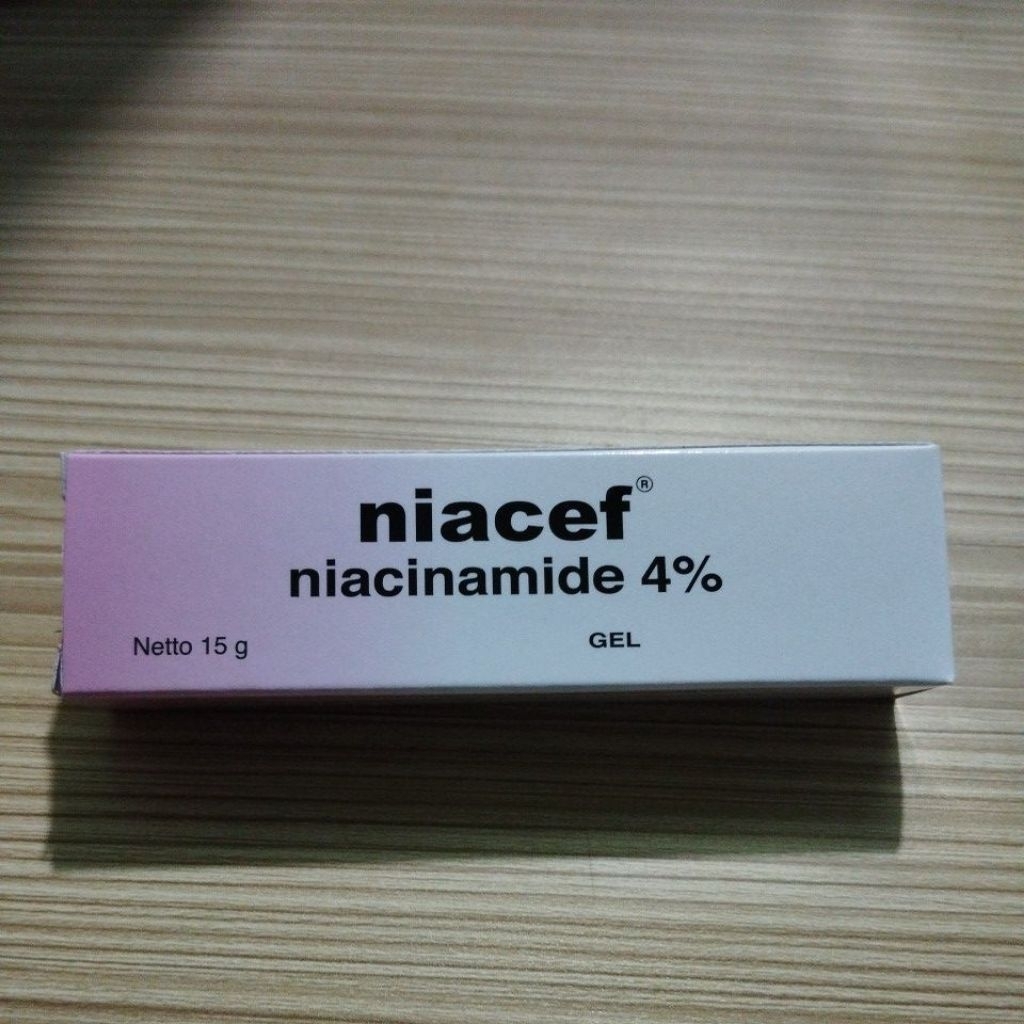 niacef®
niacinamide 4%
Netto 15 g
GEL